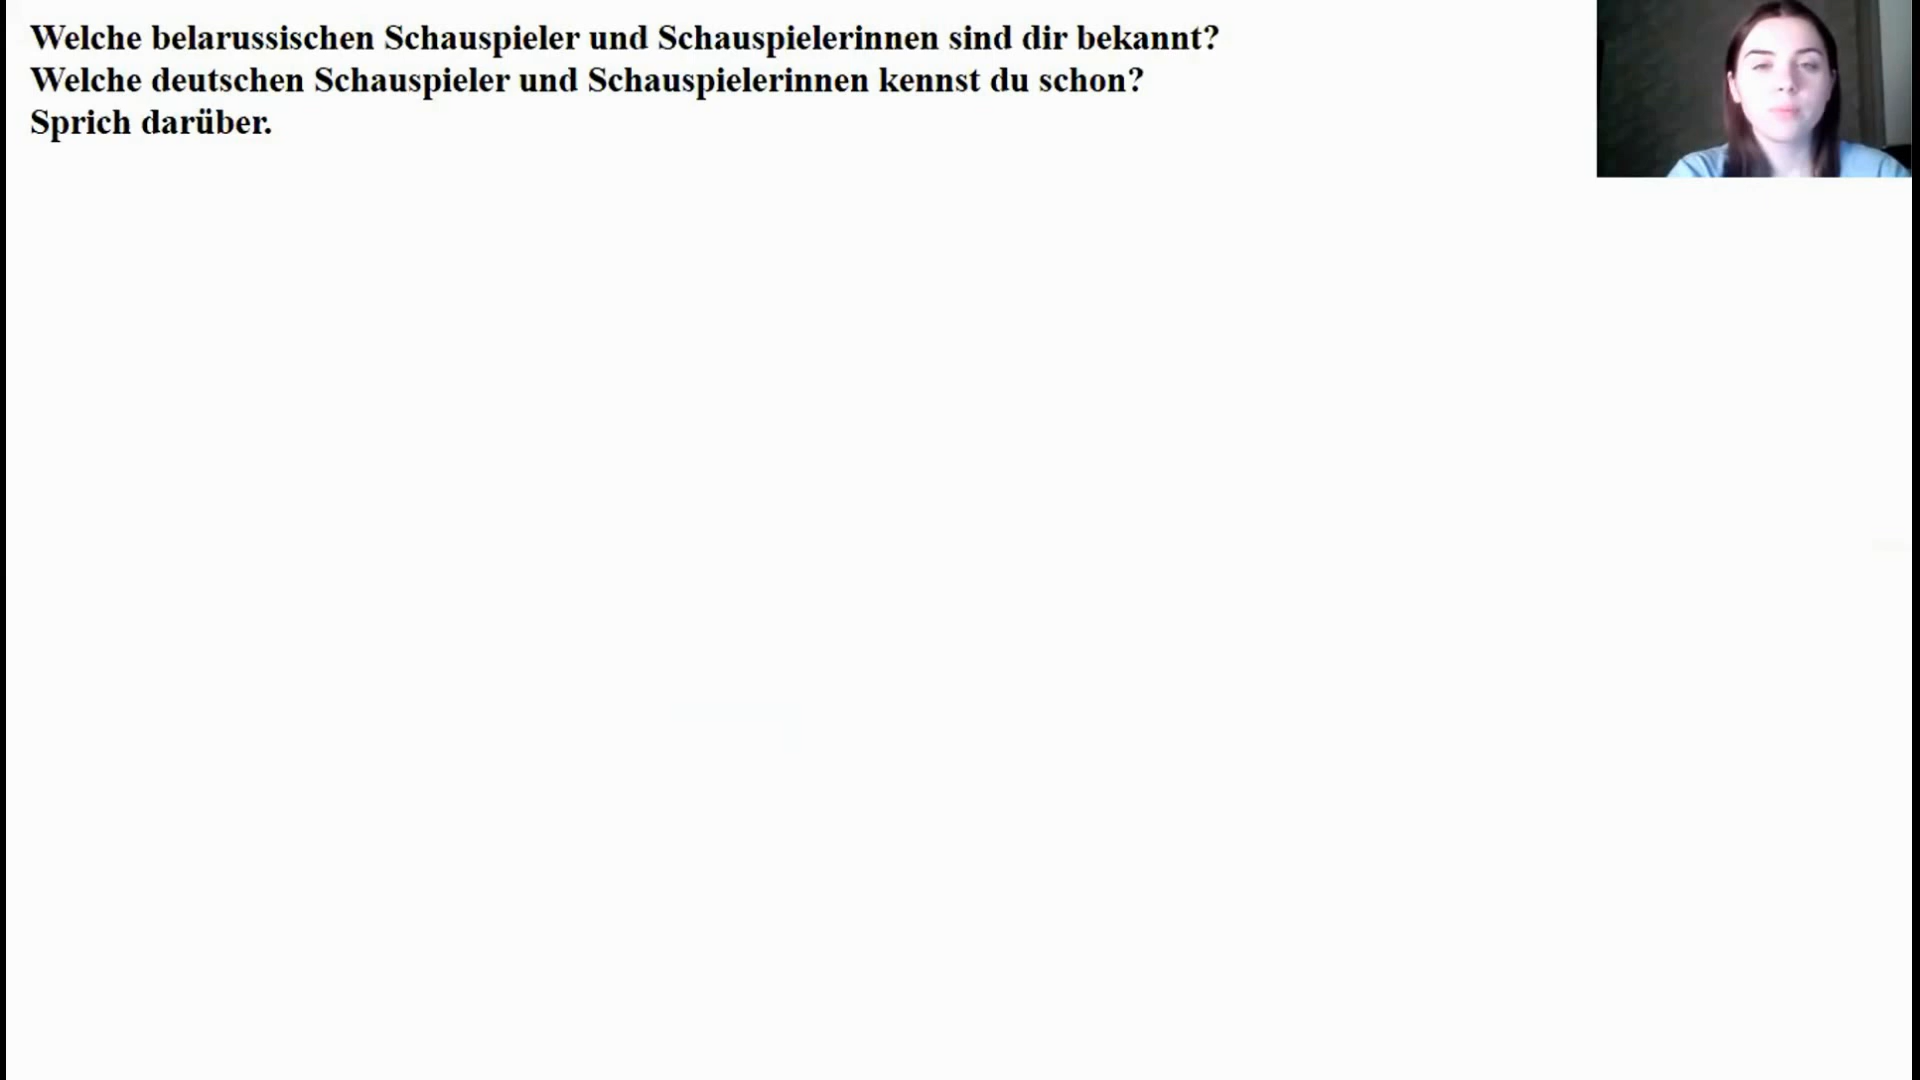 Welche belarussischen Schauspieler und Schauspielerinnen sind dir bekannt?
Welche deutschen Schauspieler und Schauspielerinnen kennst du schon?
Sprich darüber.